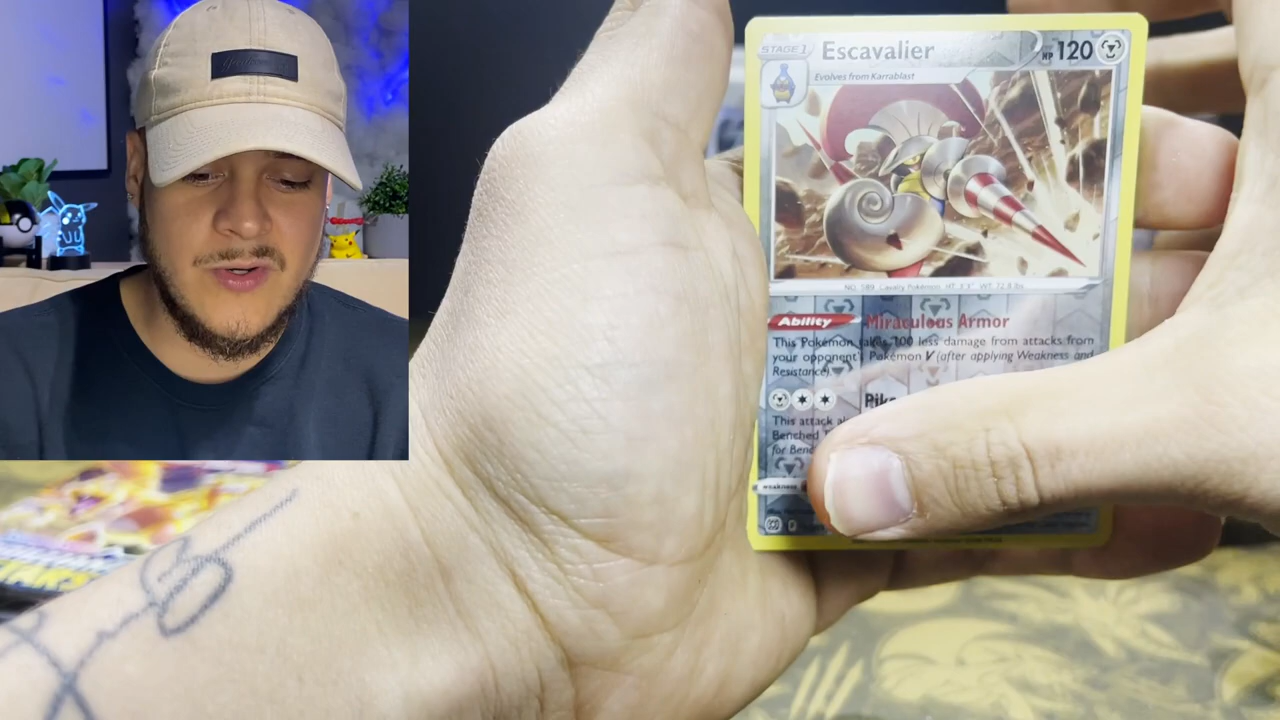 STAGE 1
Escavalier
HP 120
Evolves from Karrablast
NO. 589 Cavalry Pokémon HT: 3'3" WT: 72.8 lbs.
Ability Miraculous Armor
This Pokémon takes 100 less damage from attacks from
your opponent's Pokémon V (after applying Weakness and
Resistance).
This attack
Benched
for
weakness
STARS